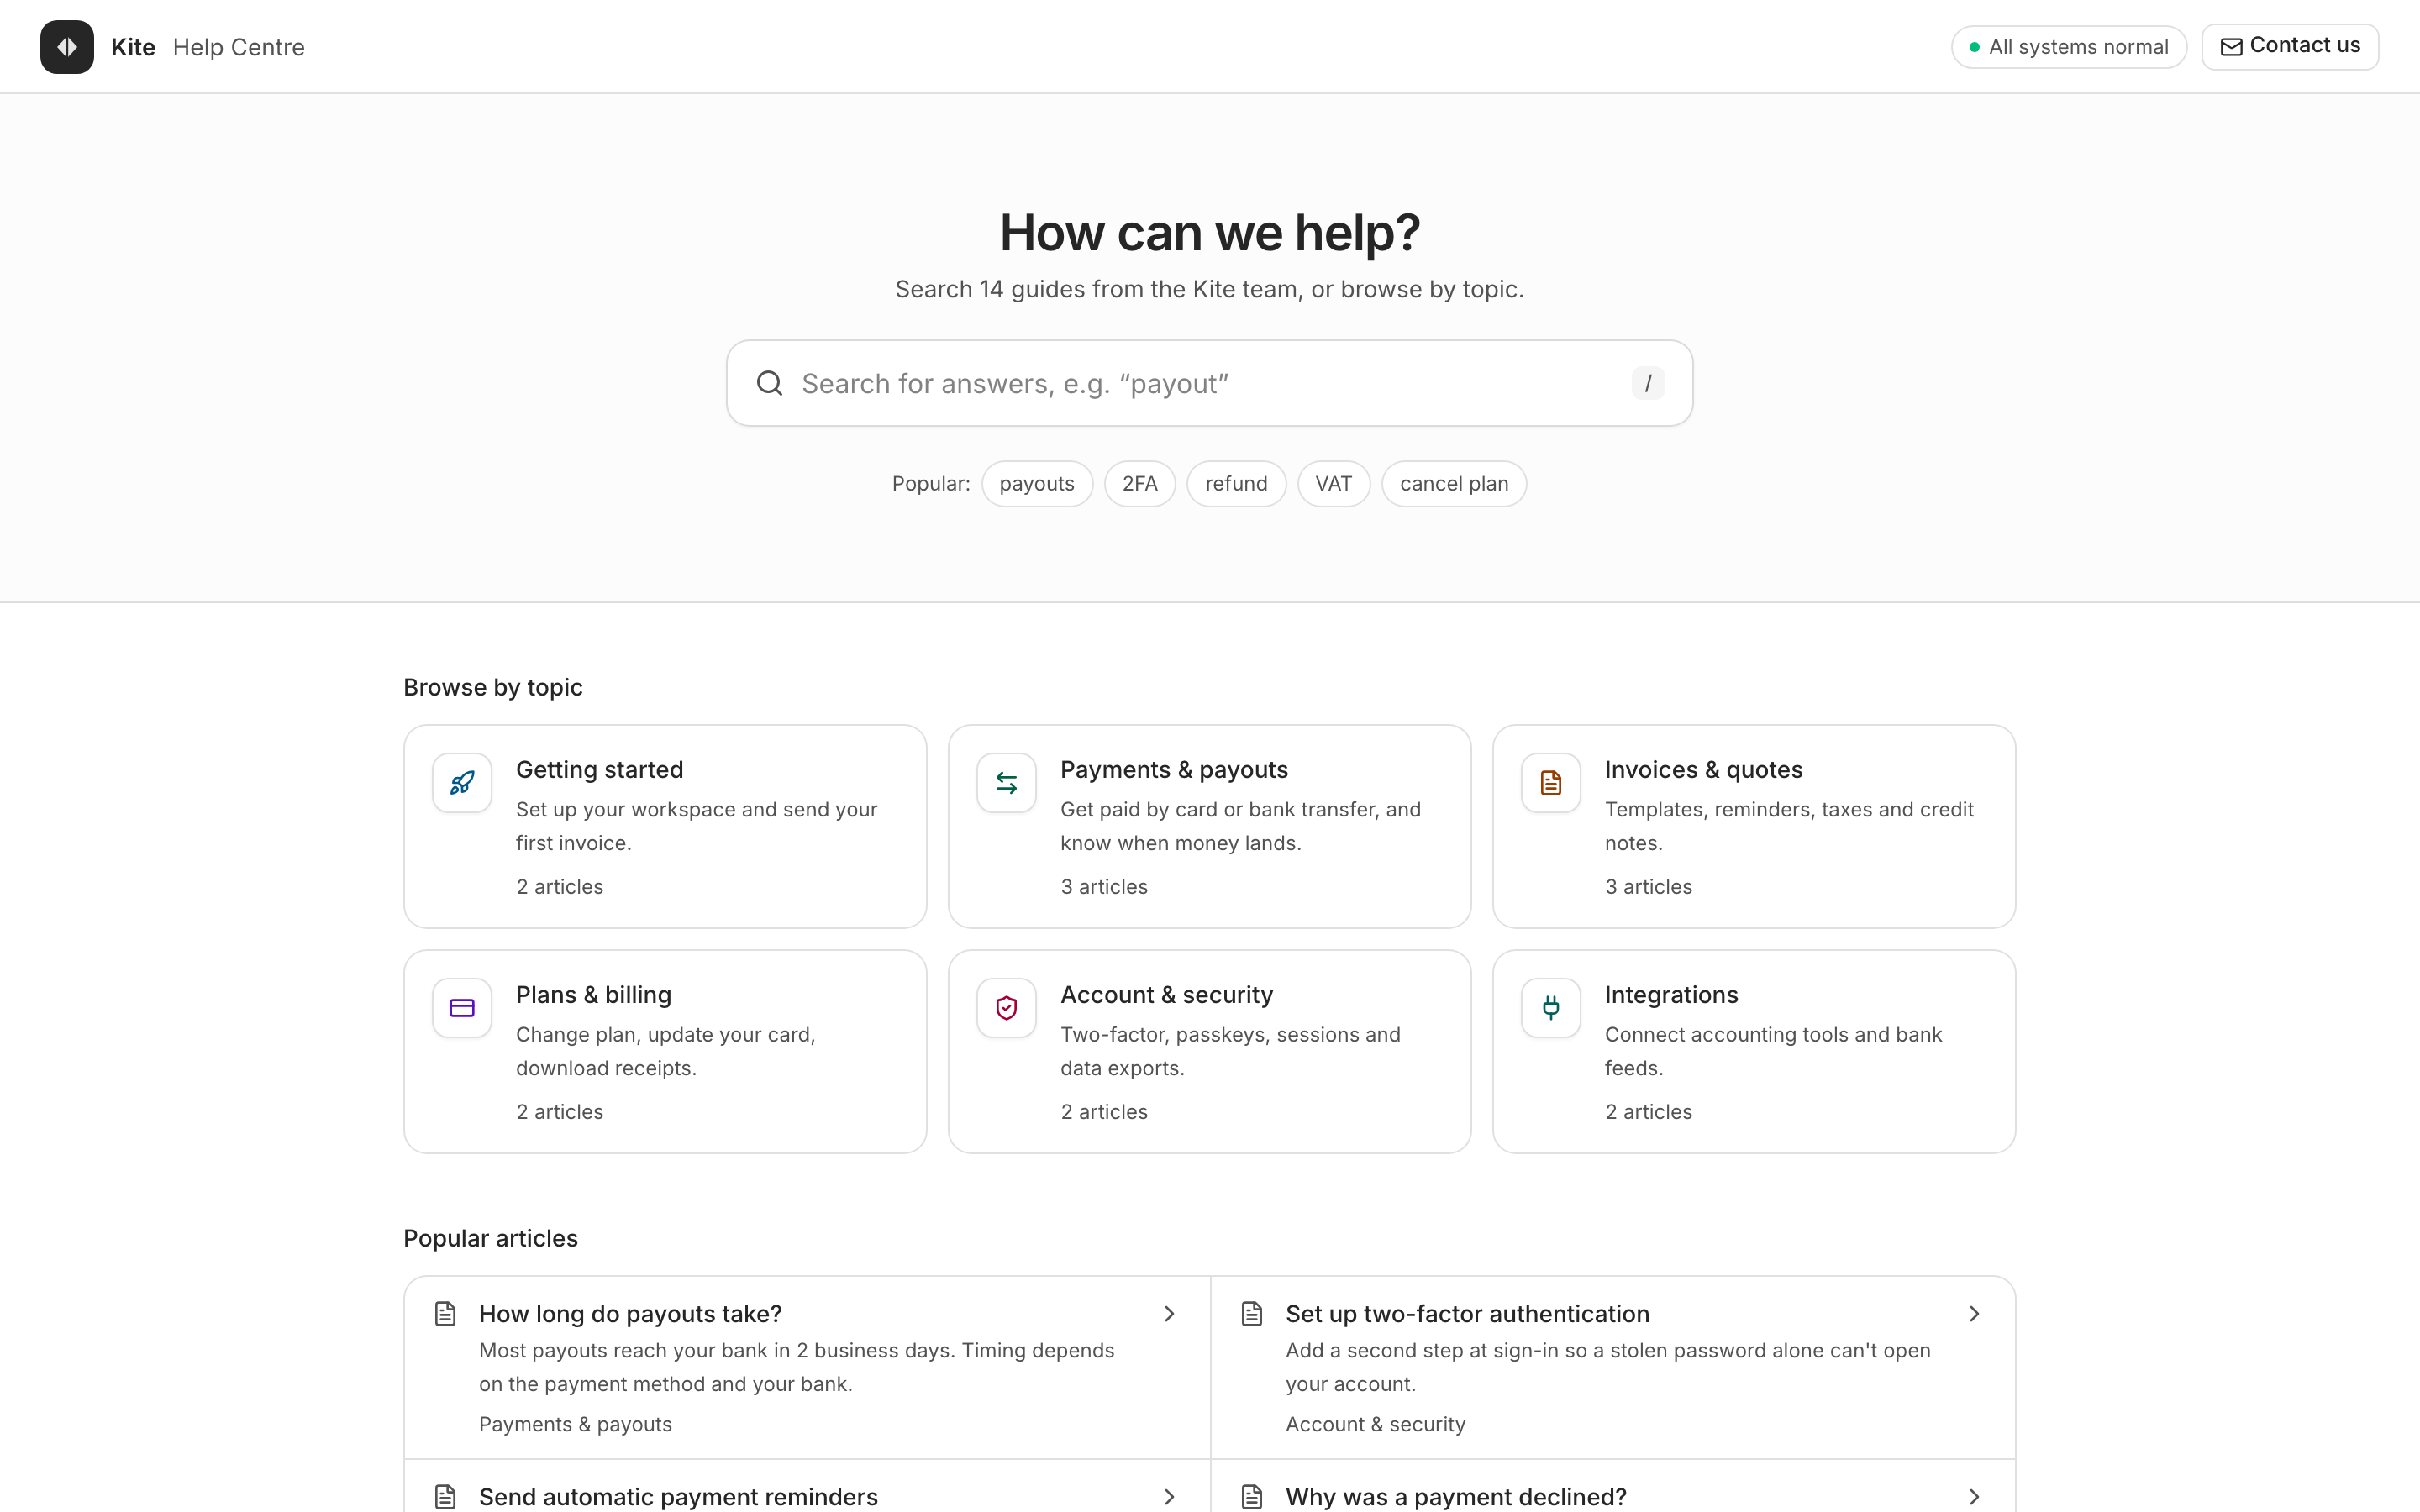 Kite Help Centre
All systems normal
Contact us
How can we help?
Search 14 guides from the Kite team, or browse by topic.
Search for answers, e.g. “payout”
/
Popular: payouts 2FA refund VAT cancel plan
Browse by topic
Getting started
Set up your workspace and send your
first invoice.
2 articles
Payments & payouts
Get paid by card or bank transfer, and
know when money lands.
3 articles
Invoices & quotes
Templates, reminders, taxes and credit
notes.
3 articles
Plans & billing
Change plan, update your card,
download receipts.
2 articles
Account & security
Two-factor, passkeys, sessions and
data exports.
2 articles
Integrations
Connect accounting tools and bank
feeds.
2 articles
Popular articles
How long do payouts take?
Most payouts reach your bank in 2 business days. Timing depends
on the payment method and your bank.
Payments & payouts
Set up two-factor authentication
Add a second step at sign-in so a stolen password alone can't open
your account.
Account & security
Send automatic payment reminders
Why was a payment declined?